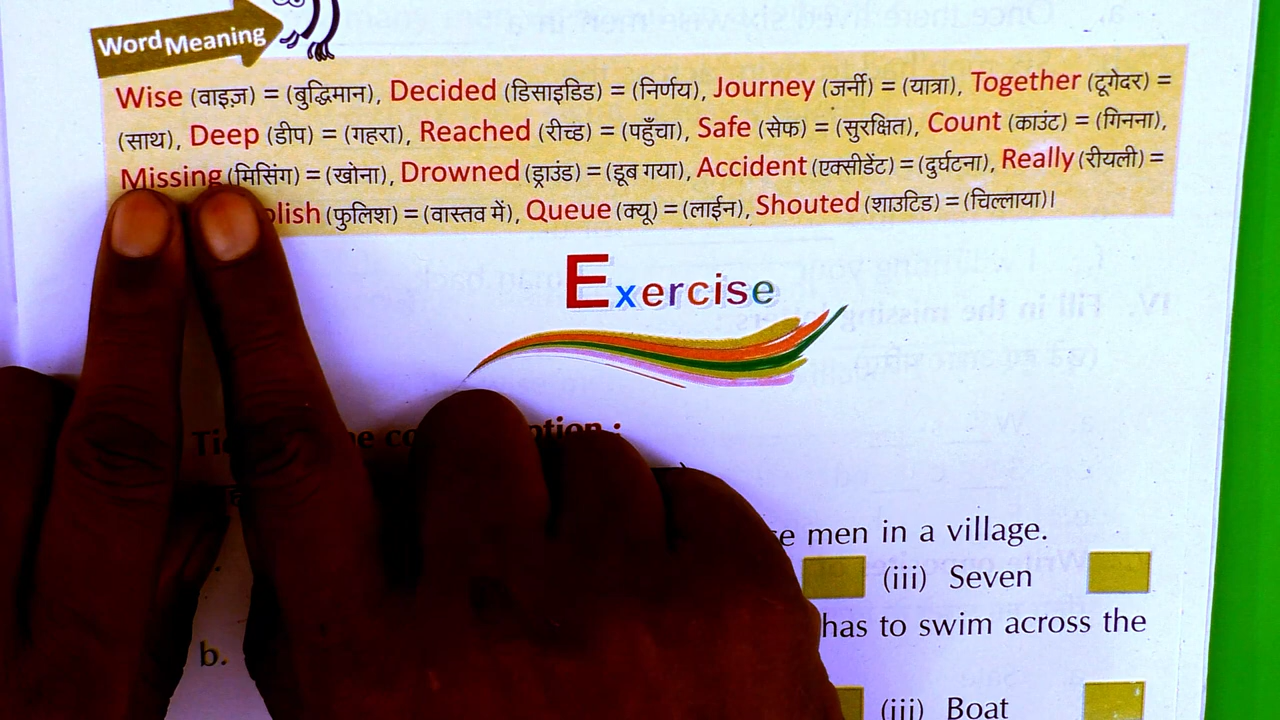 Word Meaning
Wise (वाइज़) = (बुद्धिमान), Decided (डिसाइडिड) = (निर्णय), Journey (जर्नी) = (यात्रा), Together (टूगेदर) =
(साथ), Deep (डीप) = (गहरा), Reached (रीच्ड) = (पहुँचा), Safe (सेफ) = (सुरक्षित), Count (काउंट) = (गिनना),
Missing (मिसिंग) = (खोना), Drowned (ड्राउंड) = (डूब गया), Accident (एक्सीडेंट) = (दुर्घटना), Really (रीयली) =
lish (फुलिश) = (वास्तव में), Queue (क्यू) = (लाईन), Shouted (शाउटिड) = (चिल्लाया)।
Exercise
men in a village.
(iii) Seven
has to swim across the
b.
(iii) Boat